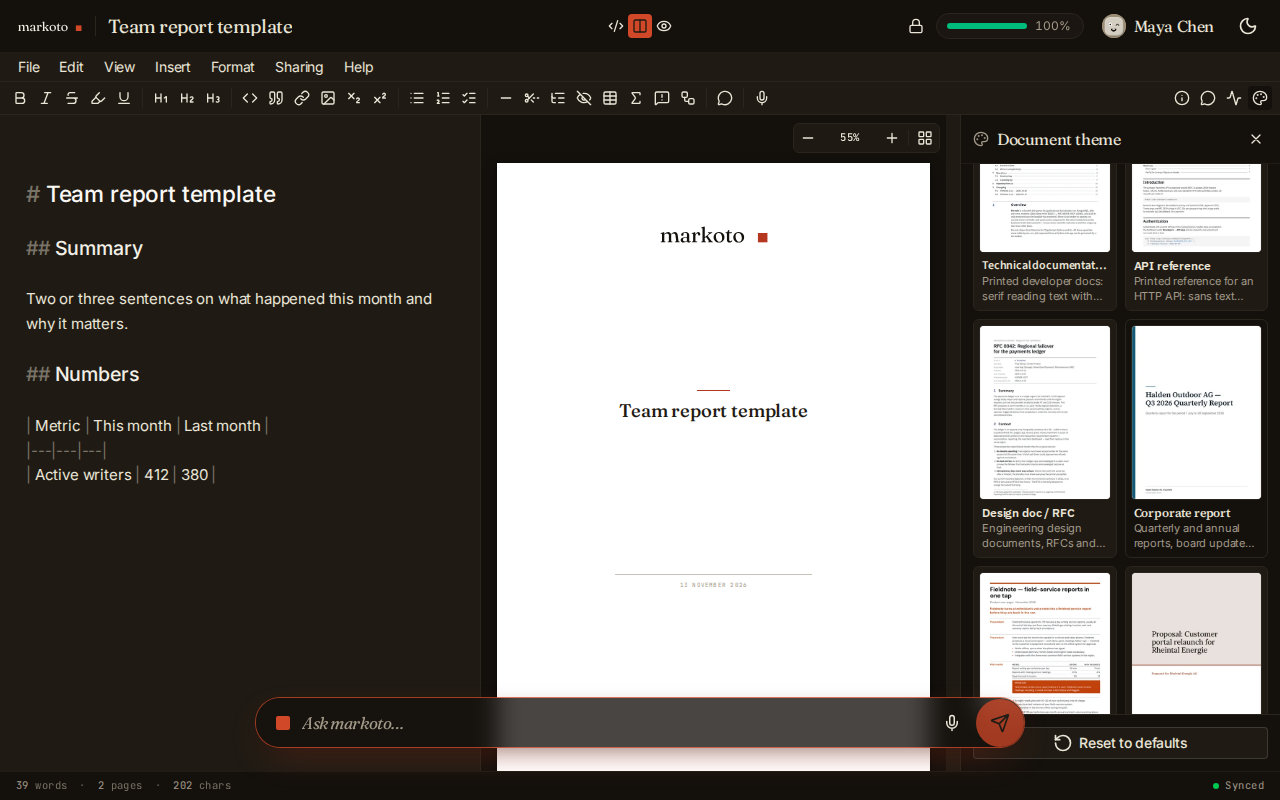 markoto
Team report template
100%
Maya Chen
File Edit View Insert Format Sharing Help
H1 H2 H3
55%
Document theme
# Team report template
## Summary
Two or three sentences on what happened this month and
why it matters.
## Numbers
| Metric | This month | Last month |
|---|---|---|
| Active writers | 412 | 380 |
markoto
Team report template
12 NOVEMBER 2026
Overview
Introduction
Authentication
Technical documentat...
Printed developer docs:
serif reading text with...
API reference
Printed reference for an
HTTP API: sans text...
RFC 0042: Regional failover
for the payments ledger
Summary
Context
Design doc / RFC
Engineering design
documents, RFCs and...
Halden Outdoor AG —
Q3 2026 Quarterly Report
Corporate report
Quarterly and annual
reports, board update...
Fieldnote — field-service reports in
one tap
Proposal: Customer
portal relaunch for
Rheintal Energie
Ask markoto...
Reset to defaults
39 words · 2 pages · 202 chars
Synced